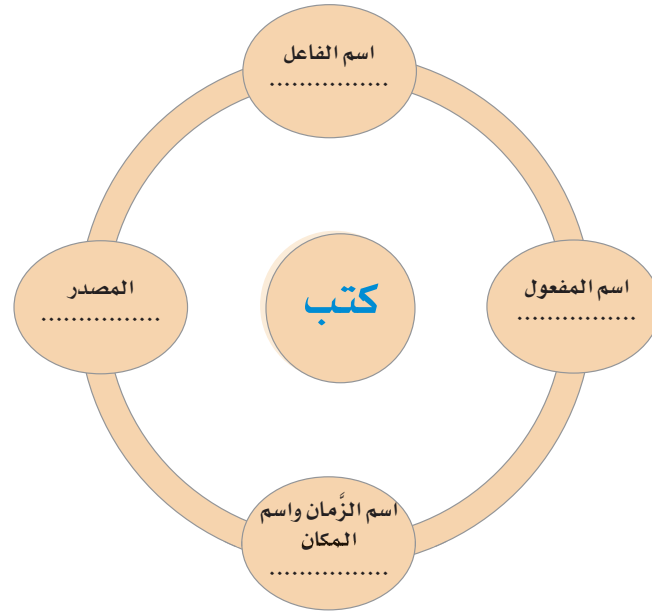 اسم الفاعل
................
اسم المفعول
................
كتب
المصدر
................
اسم الزَّمان واسم
المكان
................